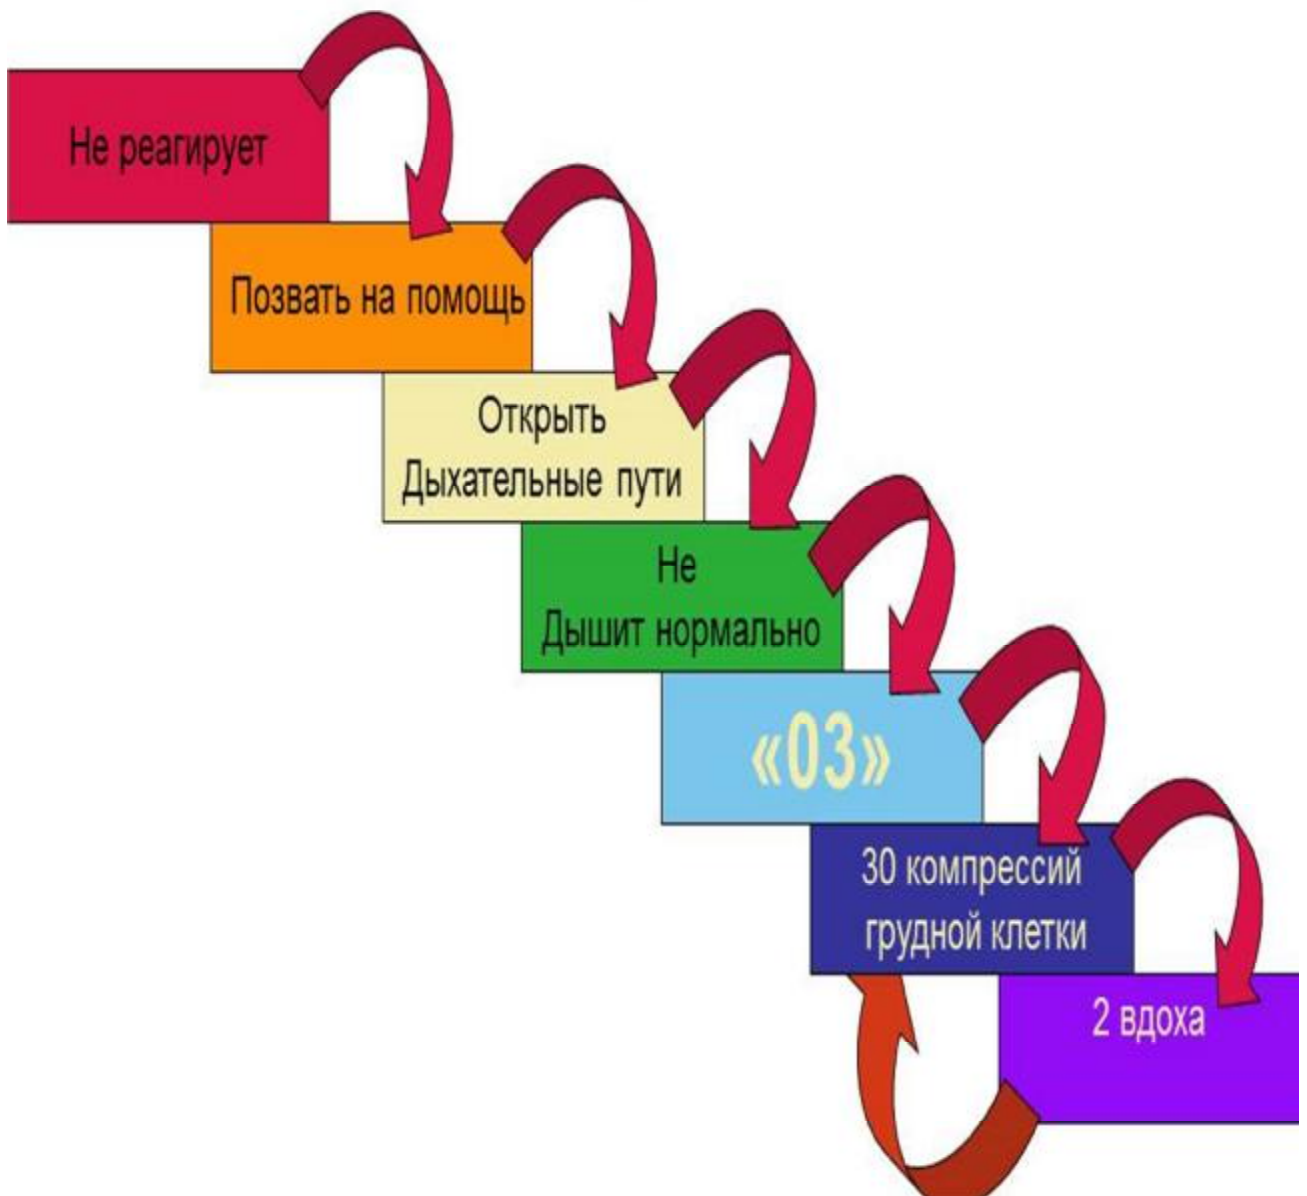 Не реагирует
Позвать на помощь
Открыть
Дыхательные пути
Не
Дышит нормально
«03»
30 компрессий
грудной клетки
2 вдоха